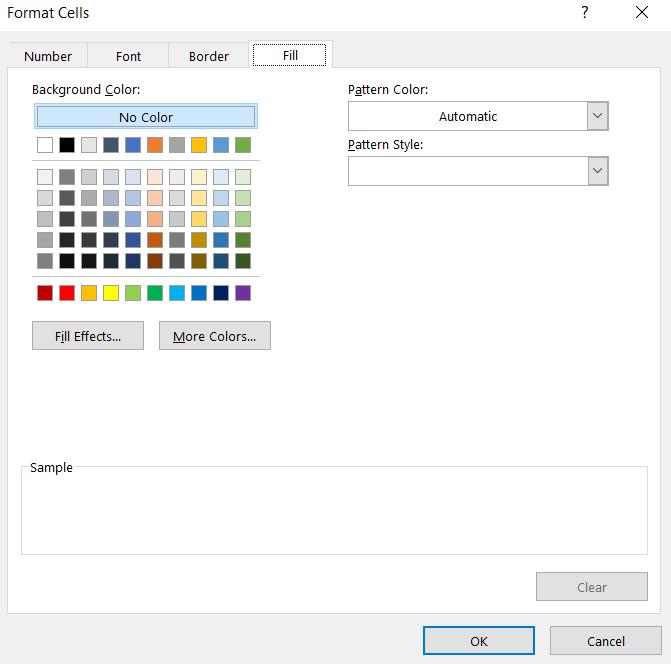 Format Cells ?
Number Font Border Fill
Background Color: Pattern Color:
No Color Automatic
Pattern Style:
Fill Effects... More Colors...
Sample
Clear
OK Cancel